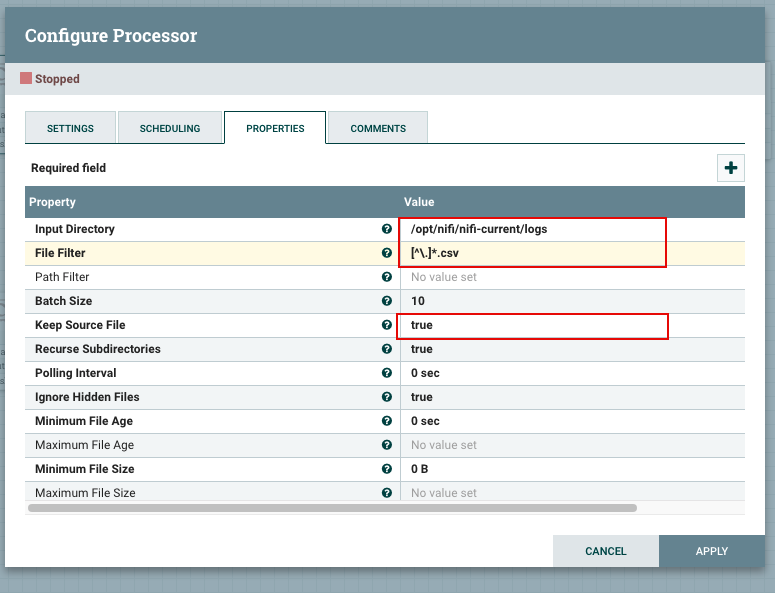 Configure Processor
Stopped
SETTINGS SCHEDULING PROPERTIES COMMENTS
Required field
Property Value
Input Directory /opt/nifi/nifi-current/logs
File Filter [^\.]*.csv
Path Filter No value set
Batch Size 10
Keep Source File true
Recurse Subdirectories true
Polling Interval 0 sec
Ignore Hidden Files true
Minimum File Age 0 sec
Maximum File Age No value set
Minimum File Size 0 B
Maximum File Size No value set
CANCEL APPLY